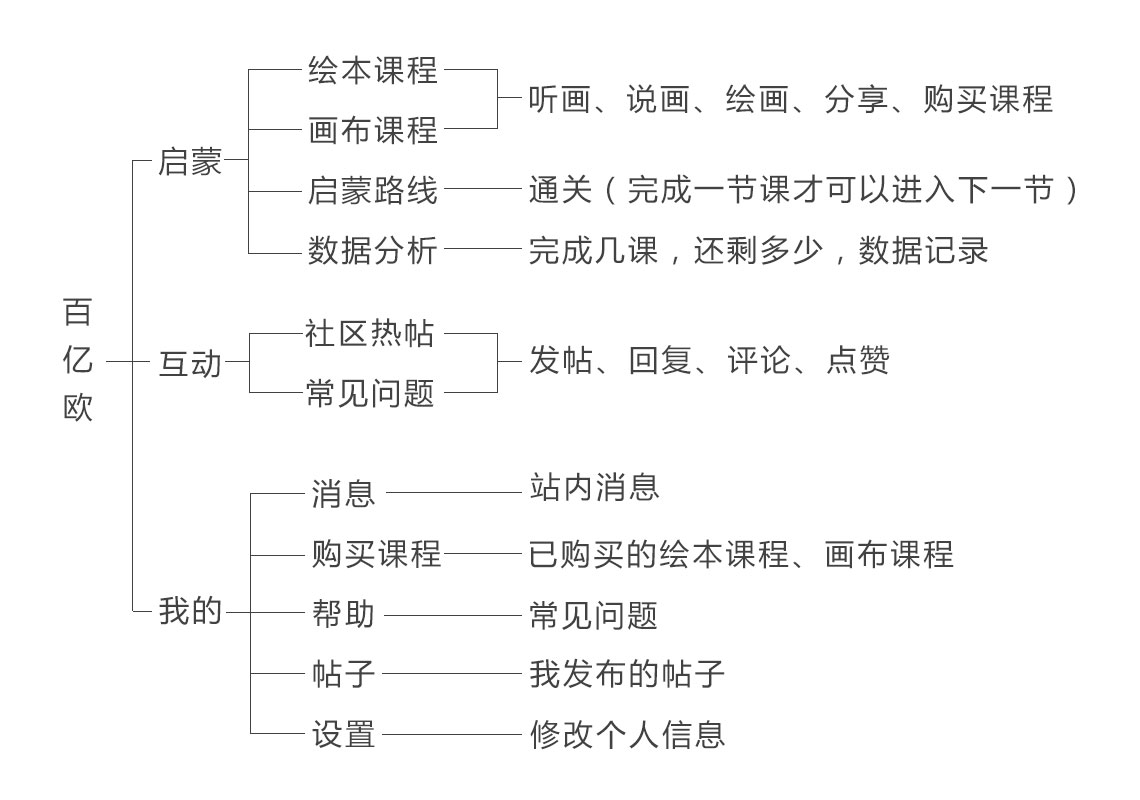 百亿欧
启蒙
绘本课程
画布课程
听画、说画、绘画、分享、购买课程
启蒙路线
通关（完成一节课才可以进入下一节）
数据分析
完成几课，还剩多少，数据记录
互动
社区热帖
常见问题
发帖、回复、评论、点赞
我的
消息
站内消息
购买课程
已购买的绘本课程、画布课程
帮助
常见问题
帖子
我发布的帖子
设置
修改个人信息